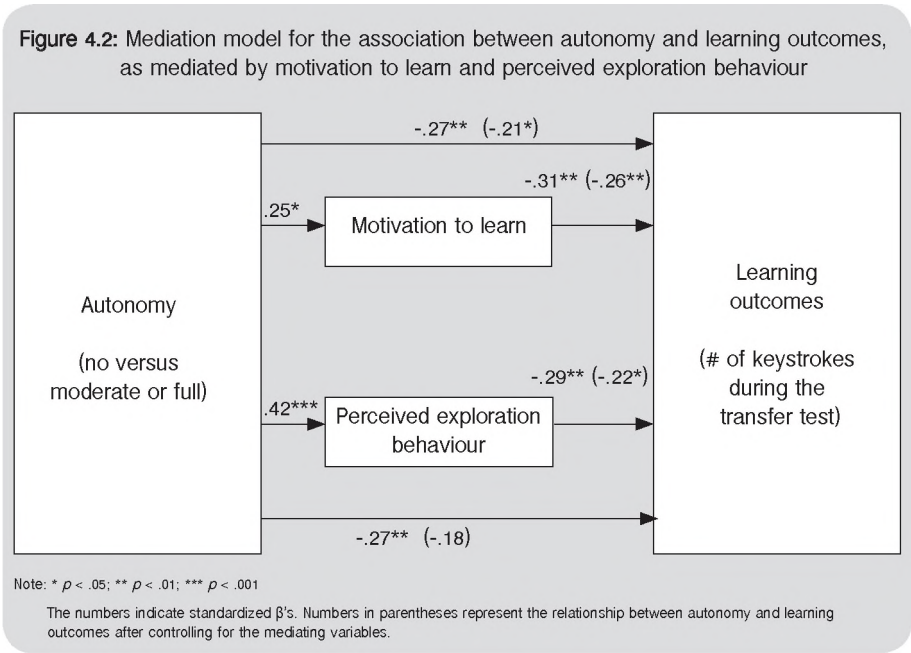 Figure 4.2: Mediation model for the association between autonomy and learning outcomes,
as mediated by motivation to learn and perceived exploration behaviour
-.27** (-.21*)
-.31** (-.26**)
.25*
Motivation to learn
Autonomy
(no versus
moderate or full)
Learning
outcomes
(# of keystrokes
during the
transfer test)
-.29** (-.22*)
.42***
Perceived exploration
behaviour
-.27** (-.18)
Note: * p < .05; ** p < .01; *** p < .001
The numbers indicate standardized β's. Numbers in parentheses represent the relationship between autonomy and learning
outcomes after controlling for the mediating variables.